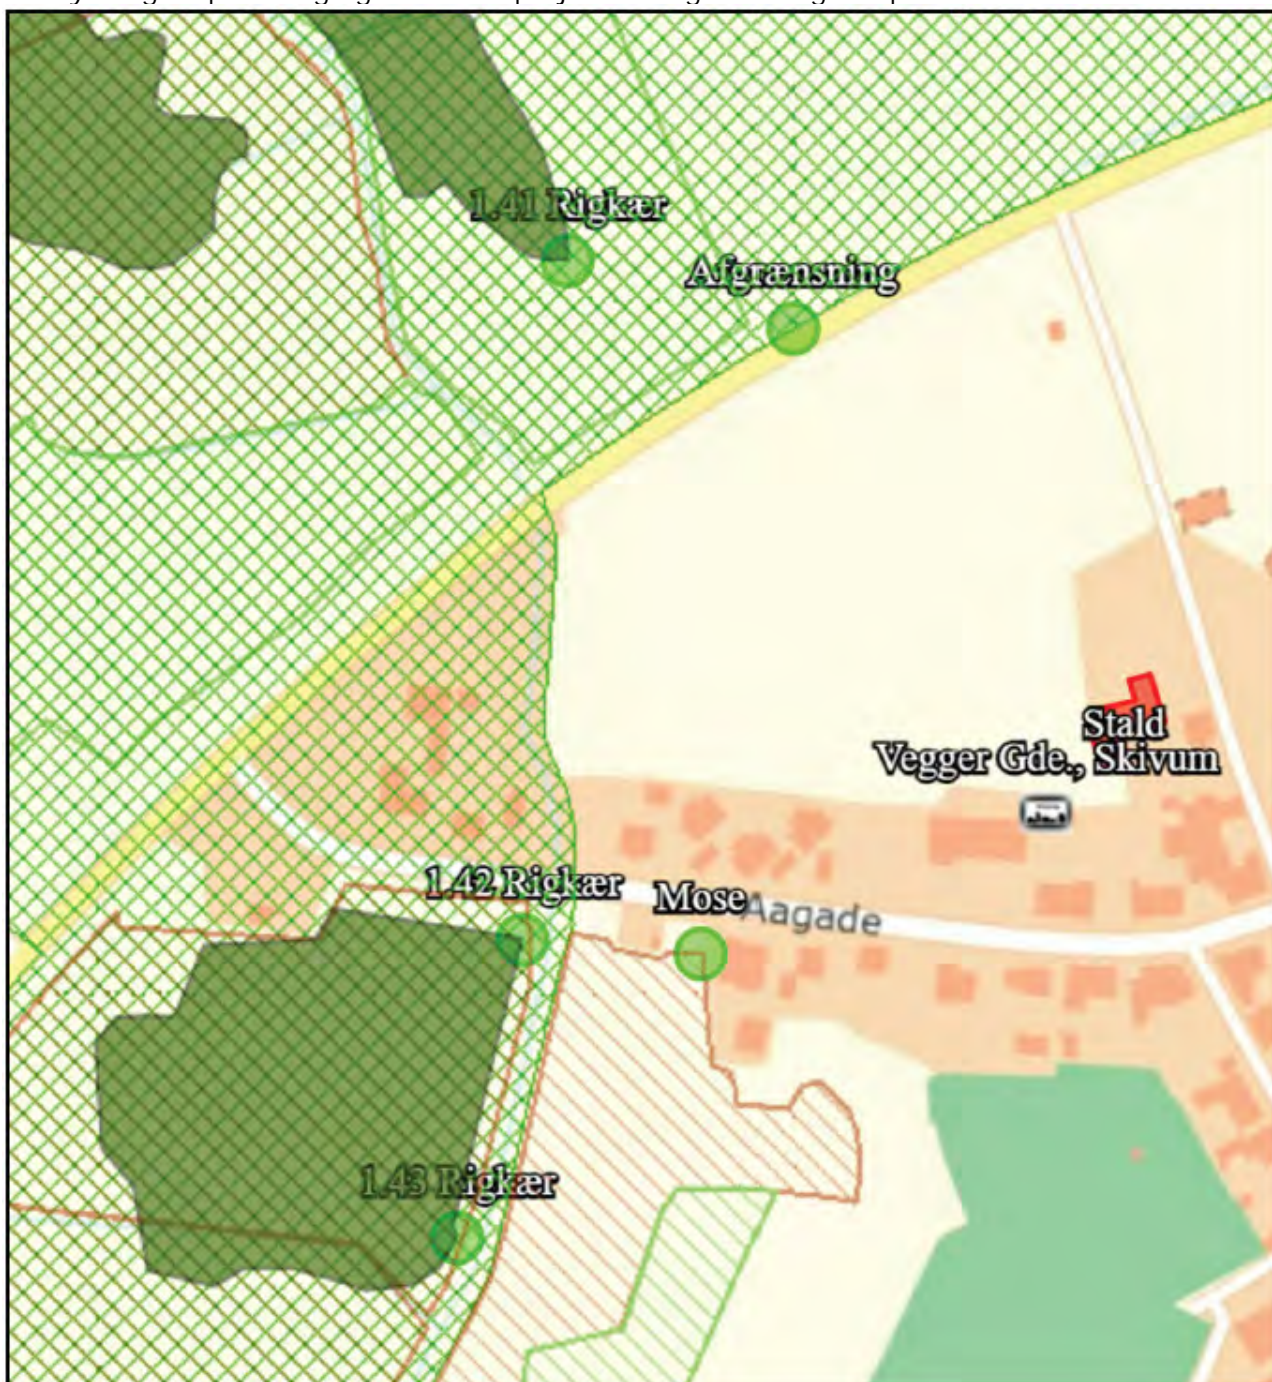 1.41 Rigkær
Afgrænsning
Stald
Vegger Gde., Skivum
1.42 Rigkær
Mose
Aagade
1.43 Rigkær